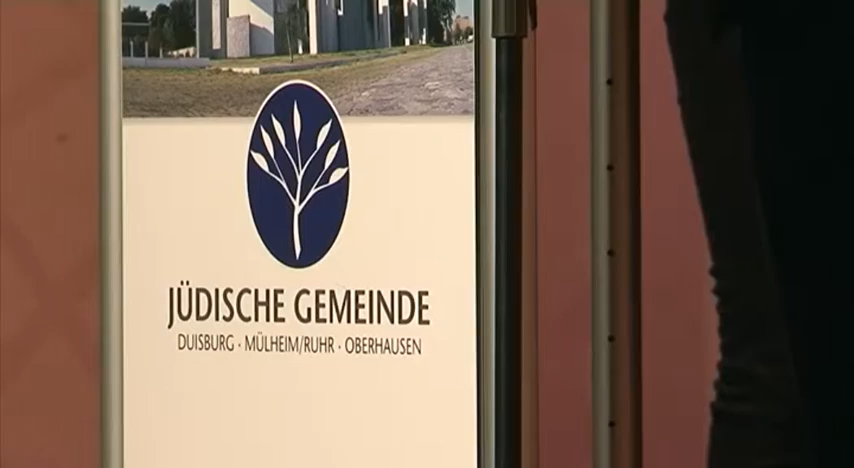 JÜDISCHE GEMEINDE
DUISBURG · MÜLHEIM/RUHR · OBERHAUSEN